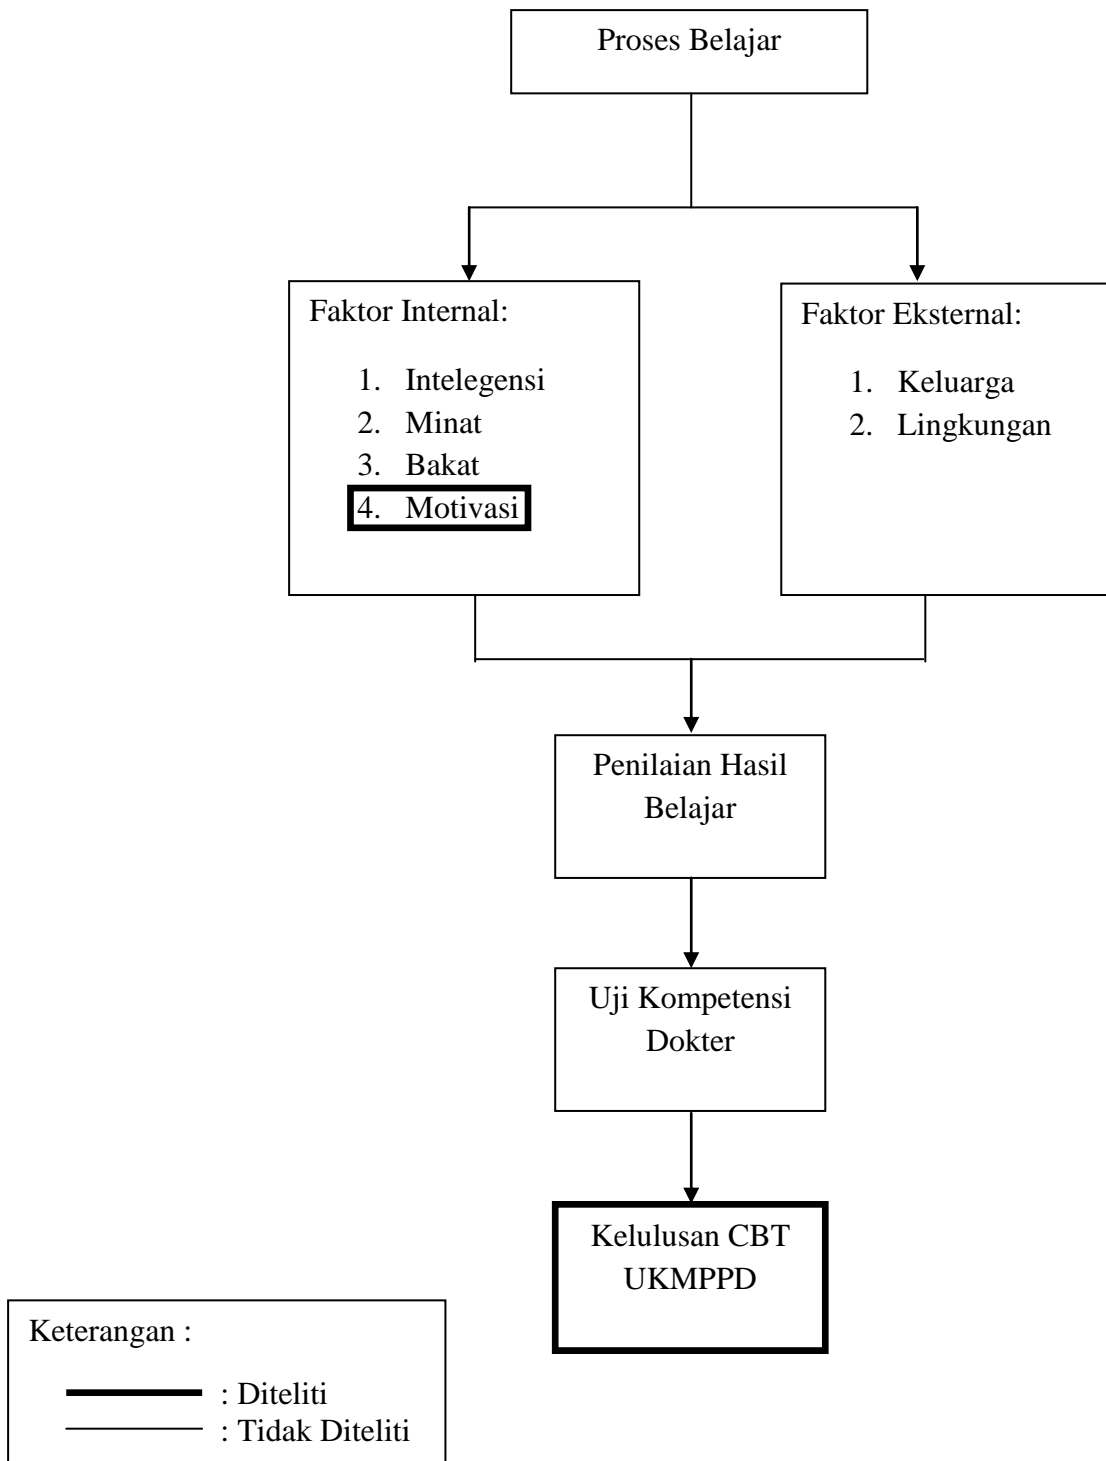 Proses Belajar
Faktor Internal:
1. Intelegensi
2. Minat
3. Bakat
4. Motivasi
Faktor Eksternal:
1. Keluarga
2. Lingkungan
Penilaian Hasil
Belajar
Uji Kompetensi
Dokter
Kelulusan CBT
UKMPPD
Keterangan :
: Diteliti
: Tidak Diteliti